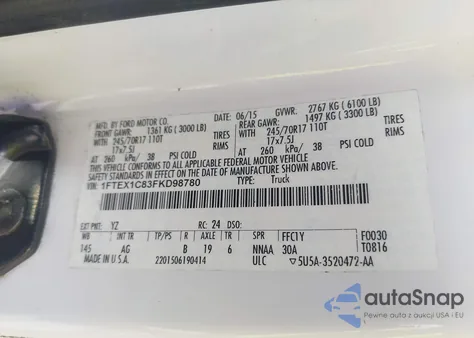 MFD. BY FORD MOTOR CO.
DATE: 06/15 GVWR: 2767 KG (6100 LB)
FRONT GAWR: 1361 KG (3000 LB) REAR GAWR: 1497 KG (3300 LB)
WITH WITH
245/70R17 110T TIRES 245/70R17 110T TIRES
17x7.5J RIMS 17x7.5J RIMS
AT 260 kPa/ 38 PSI COLD AT 260 kPa/ 38 PSI COLD
THIS VEHICLE CONFORMS TO ALL APPLICABLE FEDERAL MOTOR VEHICLE
SAFETY STANDARDS IN EFFECT ON THE DATE OF MANUFACTURE SHOWN ABOVE.
VIN: 1FTEX1C83FKD98780 TYPE: Truck
F0030
T0816
EXT PNT: YZ RC: 24 DSO:
WB INT TR TP/PS R AXLE TR SPR FFC1Y
145 AG B 19 6 NNAA 30A
MADE IN U.S.A. 2201506190414 ULC 5U5A-3520472-AA
autoSnap
Pewne auta z aukcji USA i EU